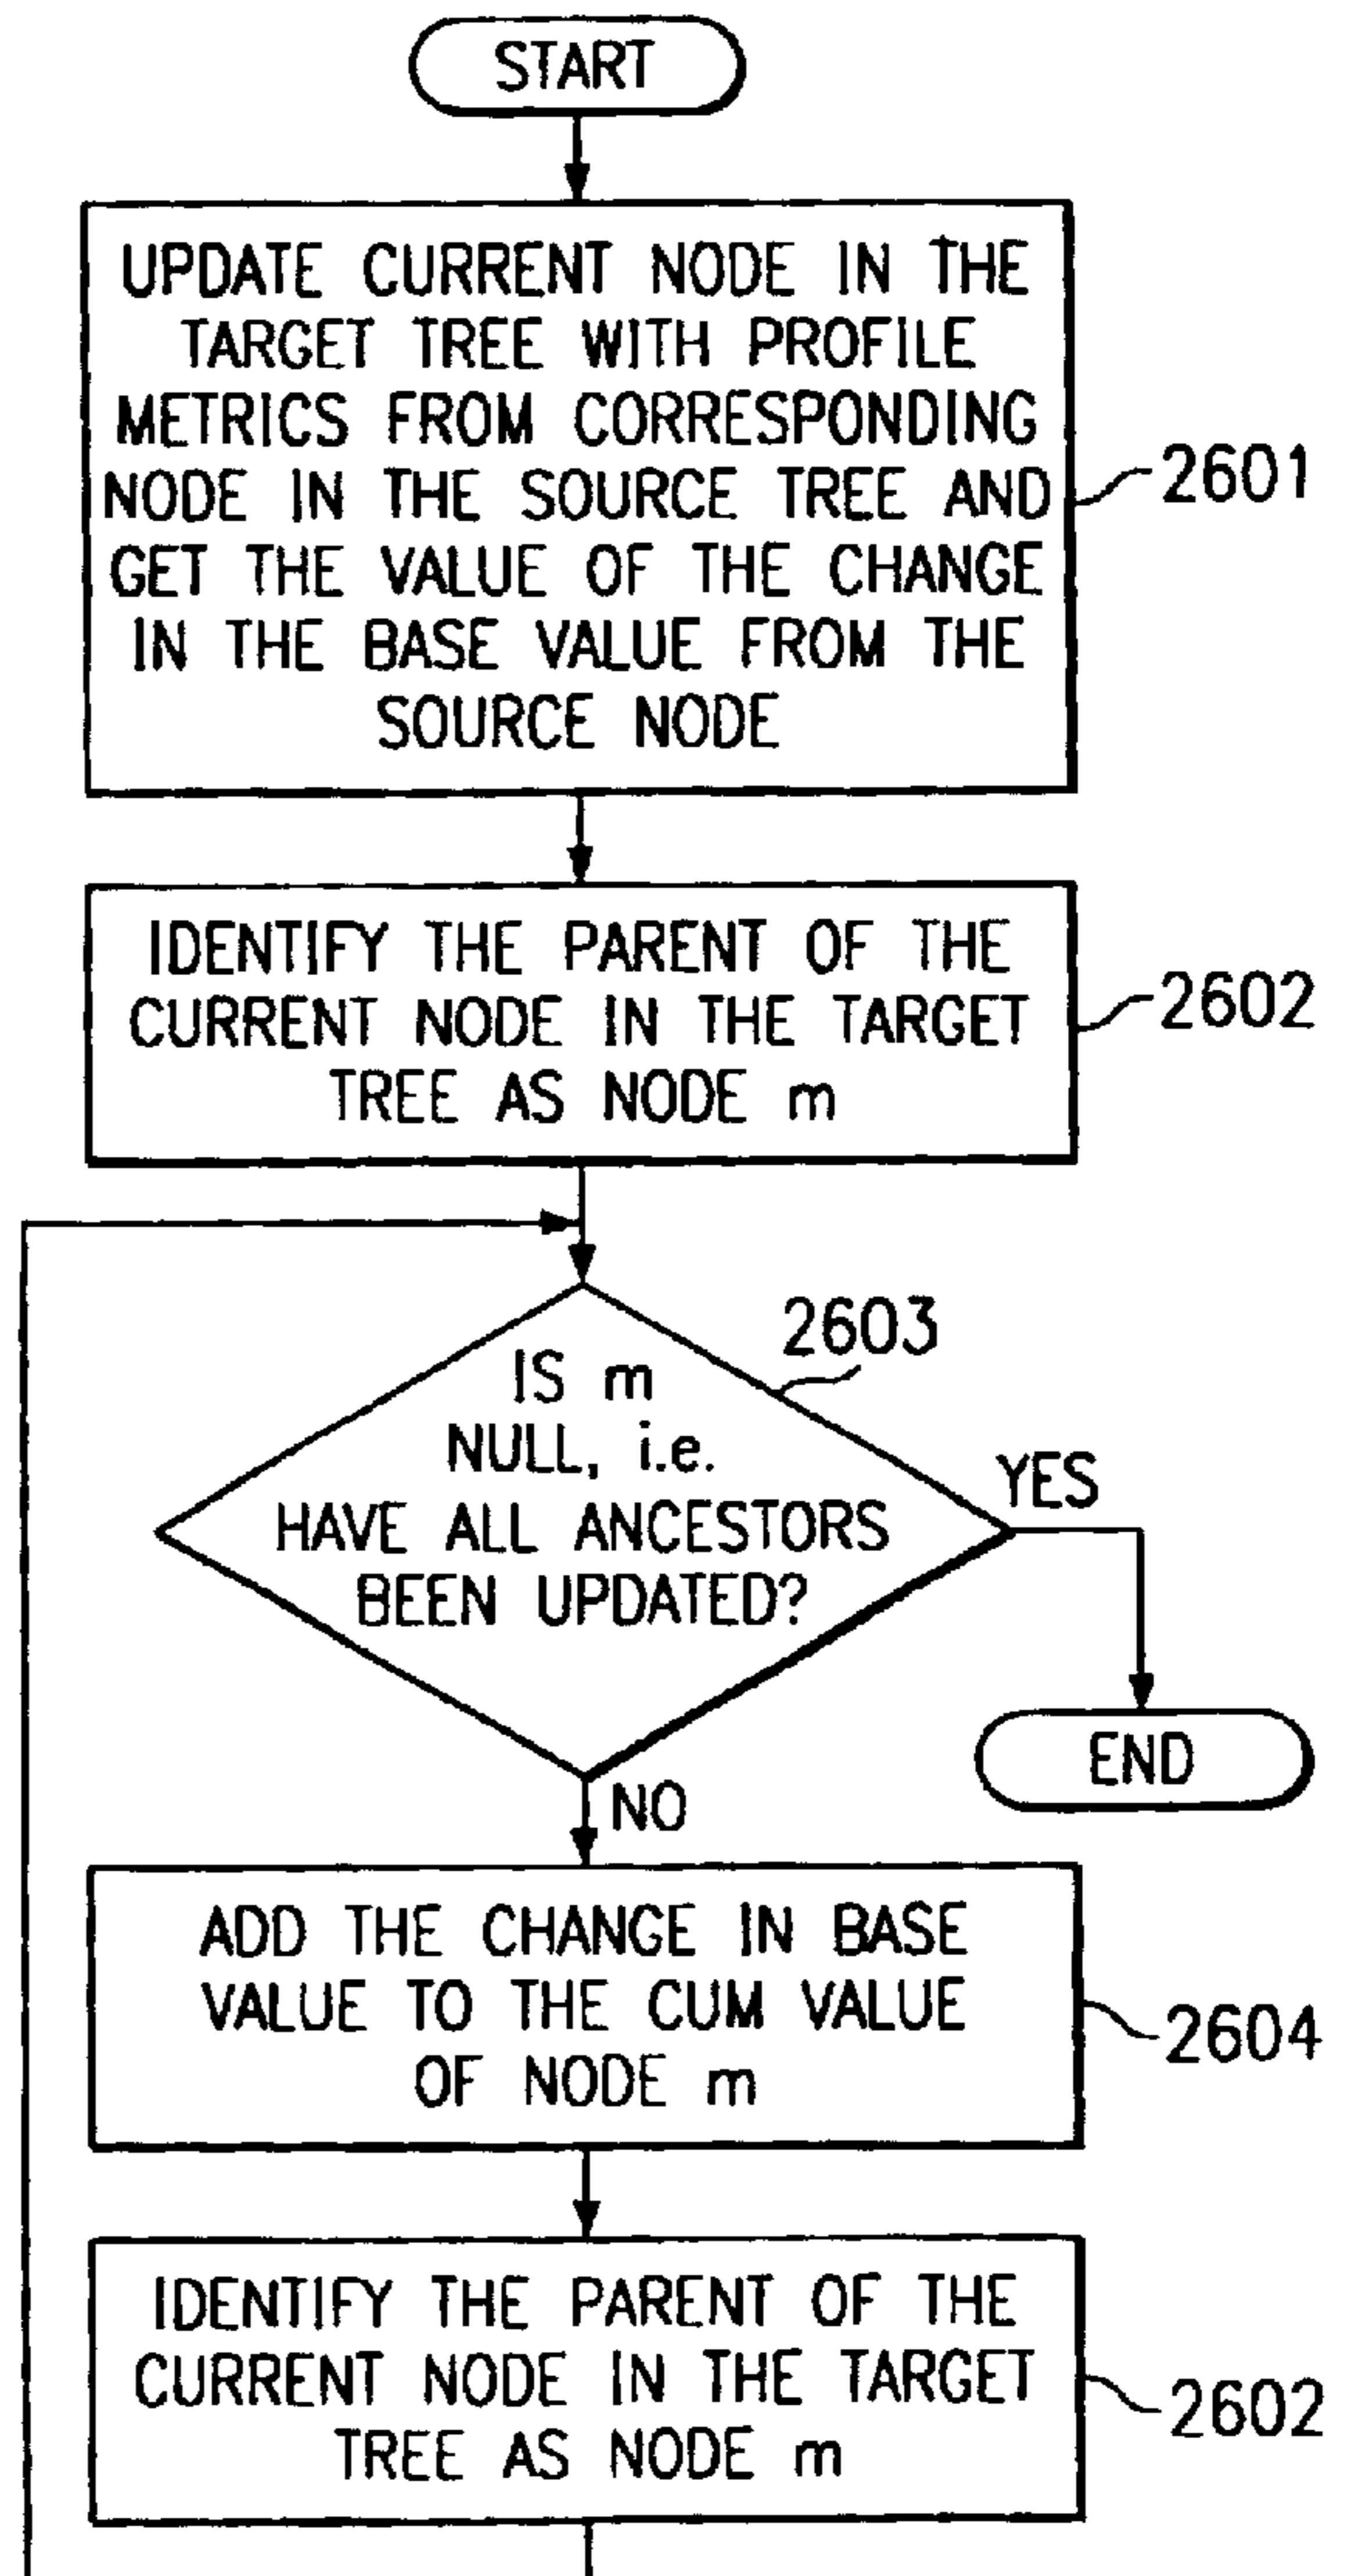 START
UPDATE CURRENT NODE IN THE
TARGET TREE WITH PROFILE
METRICS FROM CORRESPONDING
NODE IN THE SOURCE TREE AND
GET THE VALUE OF THE CHANGE
IN THE BASE VALUE FROM THE
SOURCE NODE
2601
IDENTIFY THE PARENT OF THE
CURRENT NODE IN THE TARGET
TREE AS NODE m
2602
2603
IS m
NULL, i.e.
HAVE ALL ANCESTORS
BEEN UPDATED?
YES
END
NO
ADD THE CHANGE IN BASE
VALUE TO THE CUM VALUE
OF NODE m
2604
IDENTIFY THE PARENT OF THE
CURRENT NODE IN THE TARGET
TREE AS NODE m
2602